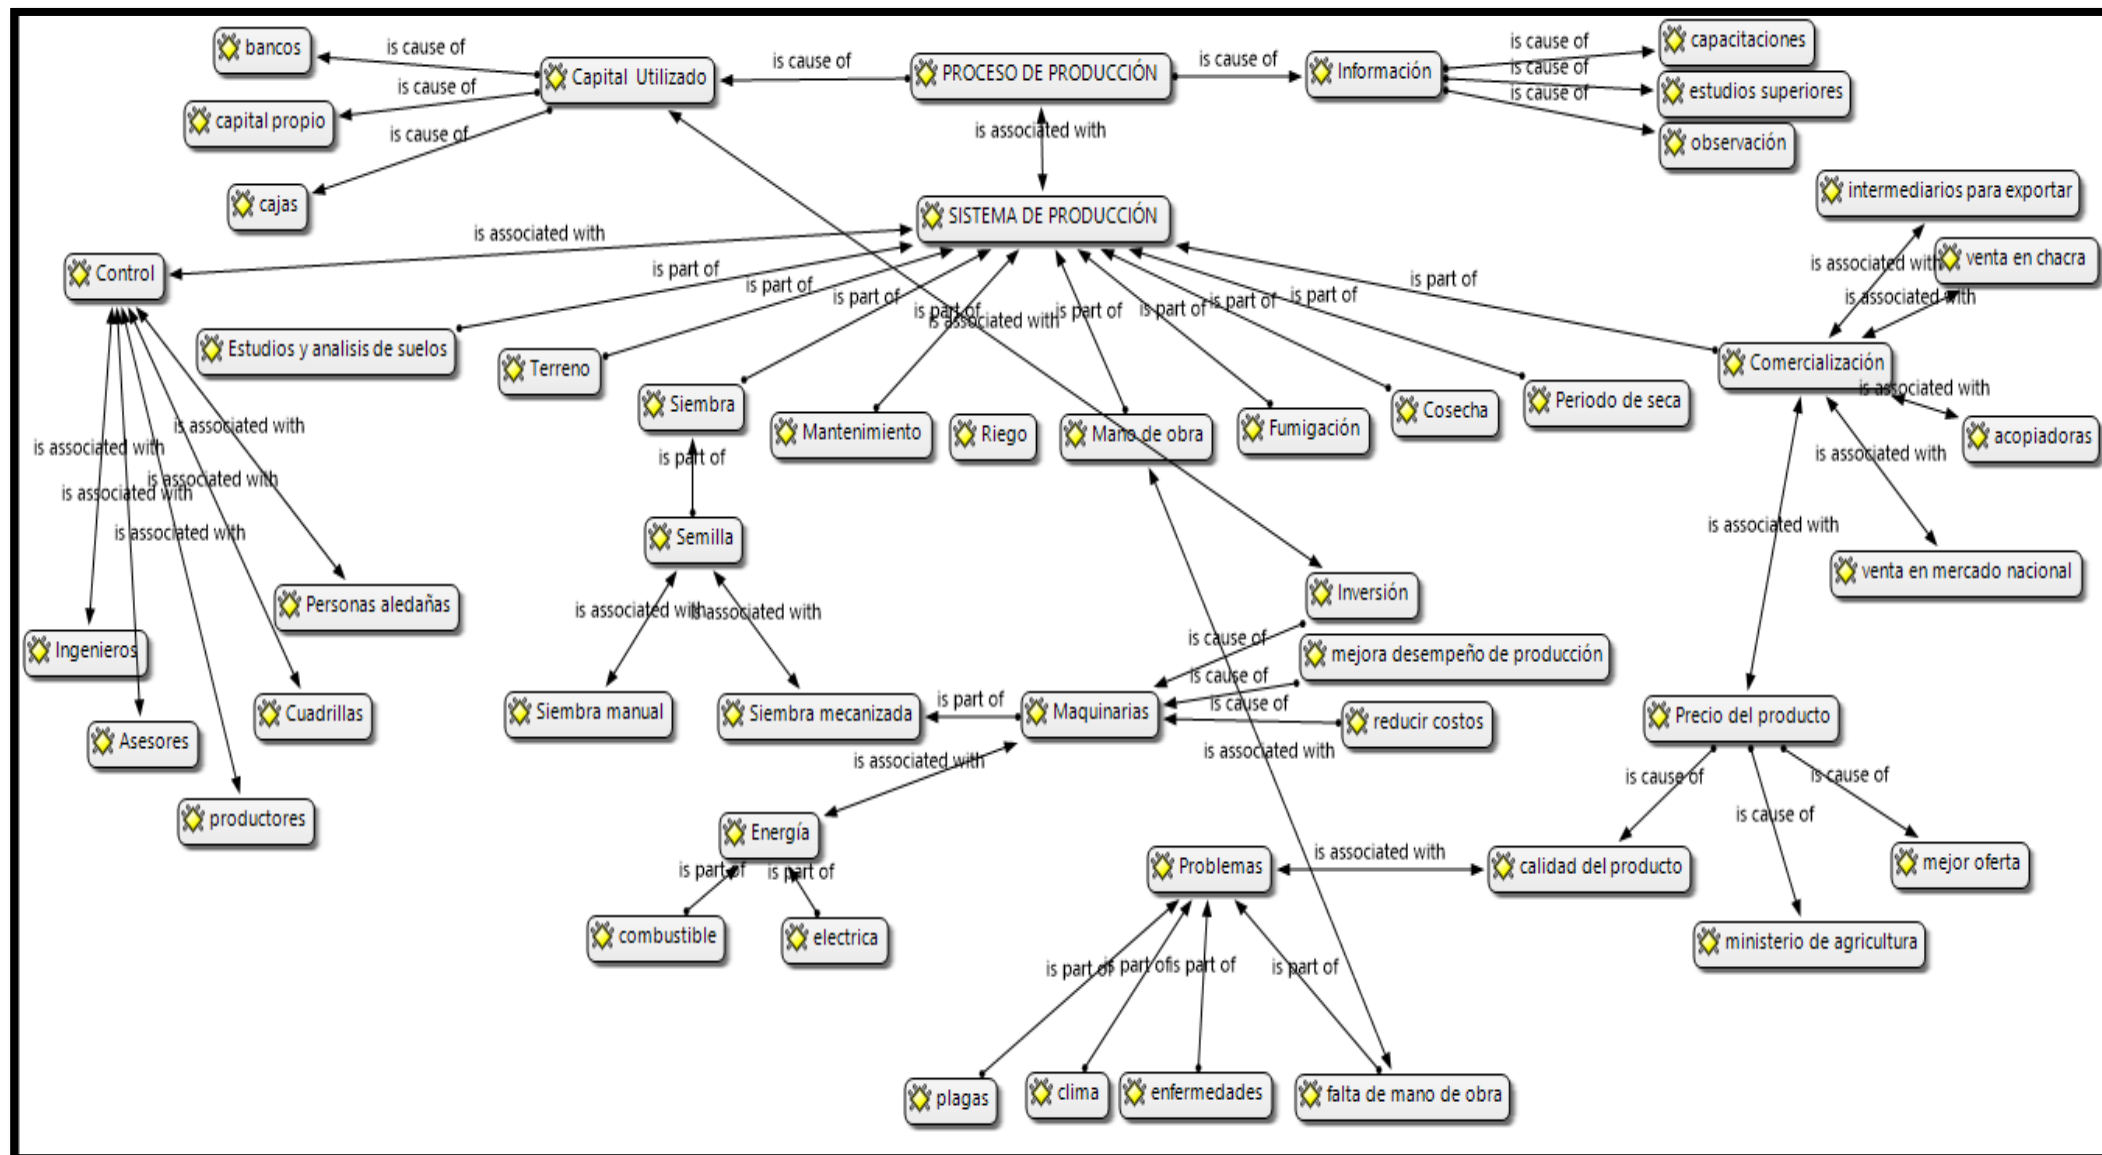 bancos
is cause of
Capital Utilizado
is cause of
PROCESO DE PRODUCCIÓN
is cause of
Información
is cause of
capacitaciones
is cause of
estudios superiores
is cause of
observación
is cause of
capital propio
is cause of
cajas
is associated with
SISTEMA DE PRODUCCIÓN
intermediarios para exportar
is associated with
venta en chacra
is associated with
is associated with
Control
is part of
is part of
is part of
is part of
is associated with
is part of
is part of
is part of
is part of
is part of
Estudios y analisis de suelos
Terreno
Siembra
Mantenimiento
Riego
Mano de obra
Fumigación
Cosecha
Periodo de seca
Comercialización
is associated with
acopiadoras
is associated with
is associated with
is associated with
is associated with
is associated with
is associated with
is part of
is associated with
venta en mercado nacional
Semilla
is associated with
is associated with
Personas aledañas
Ingenieros
Cuadrillas
Asesores
productores
Siembra manual
Siembra mecanizada
is part of
Maquinarias
Inversión
is cause of
mejora desempeño de producción
is cause of
is cause of
reducir costos
is associated with
is associated with
Precio del producto
is cause of
is cause of
is cause of
Energía
is part of
is part of
combustible
electrica
Problemas
is associated with
calidad del producto
mejor oferta
ministerio de agricultura
is part of
is part of
is part of
is part of
plagas
clima
enfermedades
falta de mano de obra